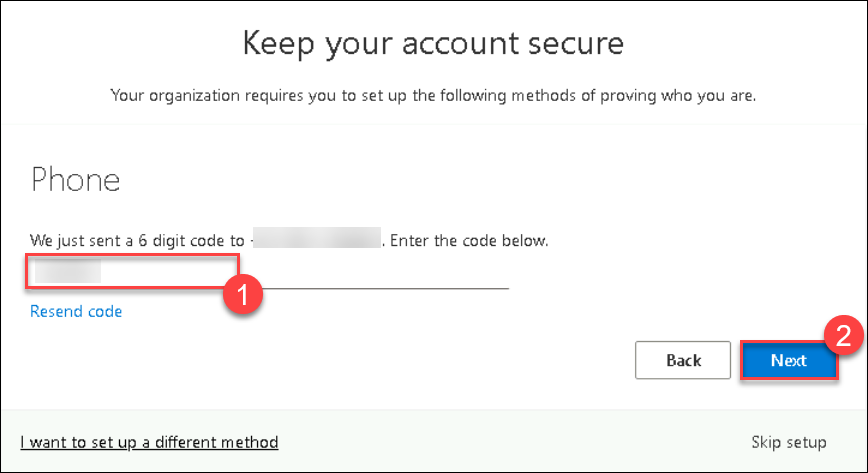 Keep your account secure
Your organization requires you to set up the following methods of proving who you are.
Phone
We just sent a 6 digit code to . Enter the code below.
1
Resend code
2
Back
Next
I want to set up a different method
Skip setup